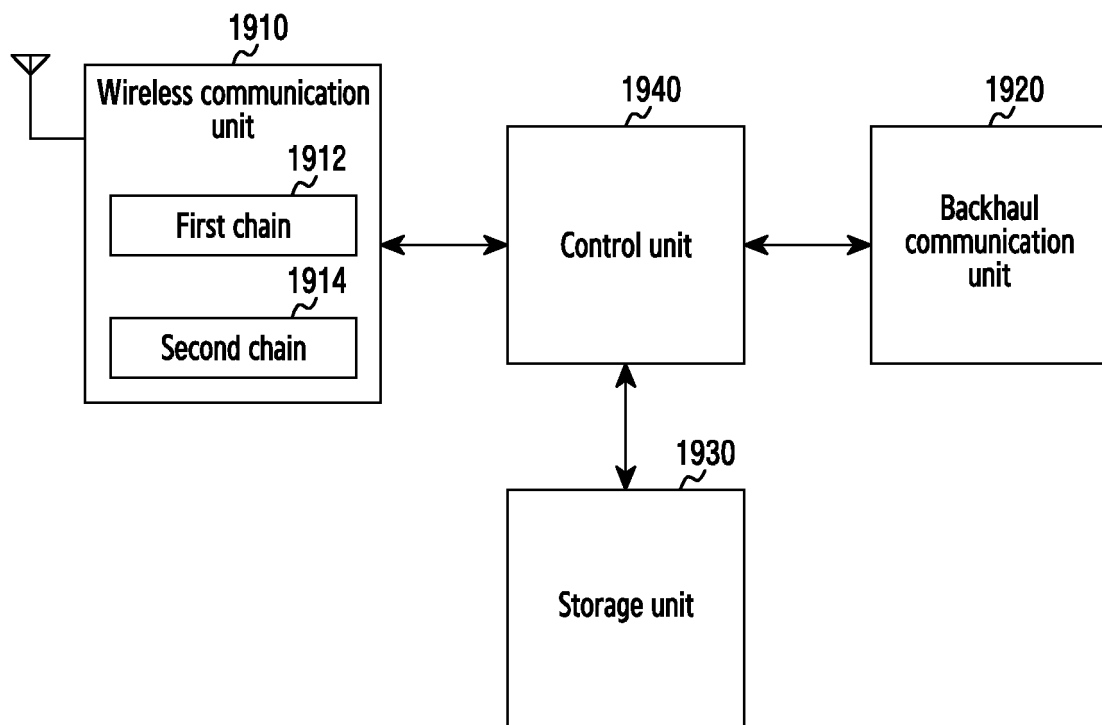 1910
Wireless communication
unit
1912
First chain
1914
Second chain
1940
Control unit
1920
Backhaul
communication
unit
1930
Storage unit